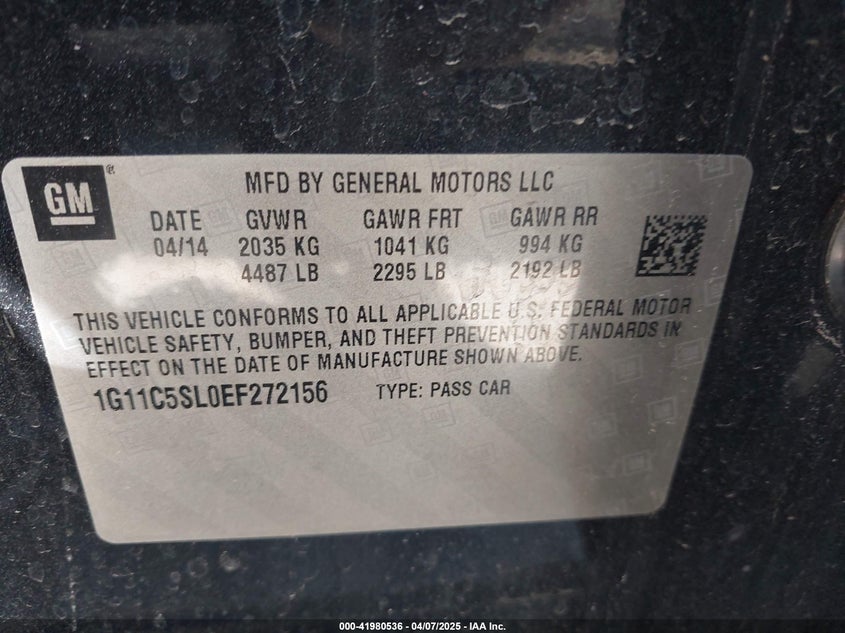 GM®
MFD BY GENERAL MOTORS LLC
DATE GVWR GAWR FRT GAWR RR
04/14 2035 KG 1041 KG 994 KG
4487 LB 2295 LB 2192 LB
THIS VEHICLE CONFORMS TO ALL APPLICABLE U.S. FEDERAL MOTOR
VEHICLE SAFETY, BUMPER, AND THEFT PREVENTION STANDARDS IN
EFFECT ON THE DATE OF MANUFACTURE SHOWN ABOVE.
1G11C5SL0EF272156 TYPE: PASS CAR
000-41980536 - 04/07/2025 - IAA Inc.